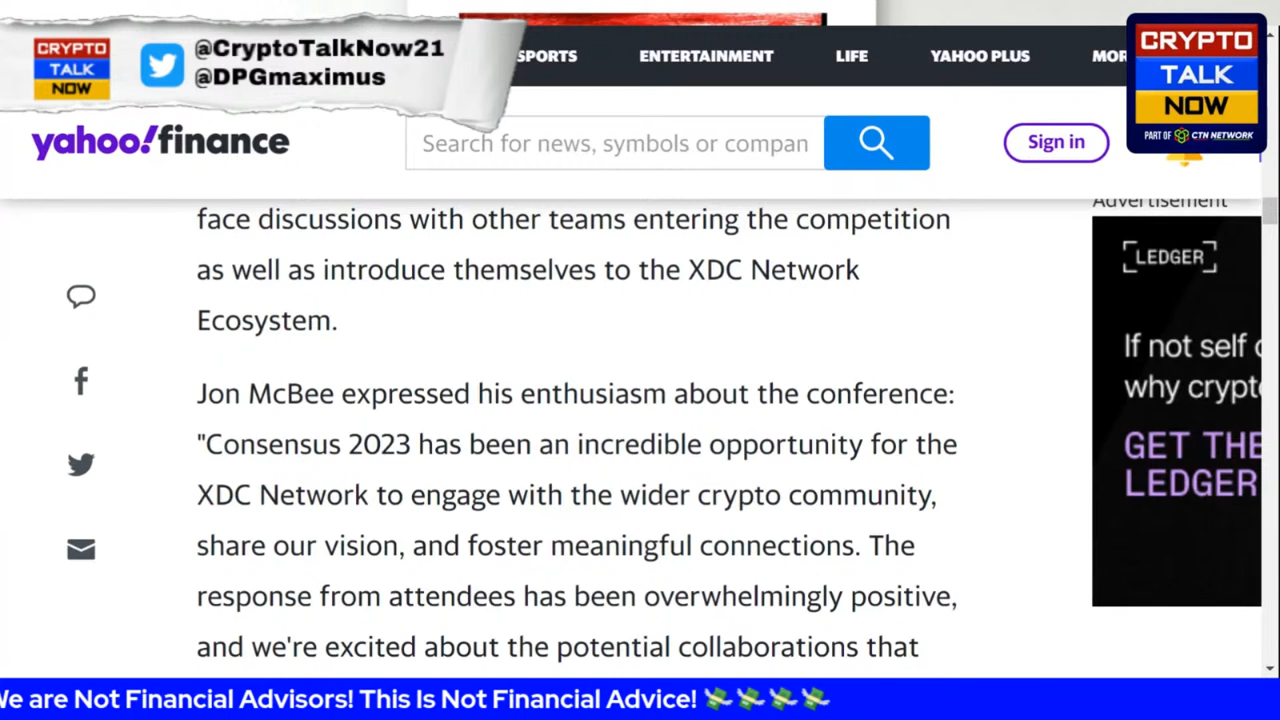 CRYPTO
TALK
NOW
@CryptoTalkNow21
@DPGmaximus
SPORTS
ENTERTAINMENT
LIFE
YAHOO PLUS
CRYPTO
TALK
NOW
PART OF CTN NETWORK
yahoo!finance
Search for news, symbols or compan
Sign in
Advertisement
face discussions with other teams entering the competition
as well as introduce themselves to the XDC Network
Ecosystem.
Jon McBee expressed his enthusiasm about the conference:
"Consensus 2023 has been an incredible opportunity for the
XDC Network to engage with the wider crypto community,
share our vision, and foster meaningful connections. The
response from attendees has been overwhelmingly positive,
and we're excited about the potential collaborations that
LEDGER
If not self
why crypt
GET THE
LEDGER
We are Not Financial Advisors! This Is Not Financial Advice! 💸💸💸💸